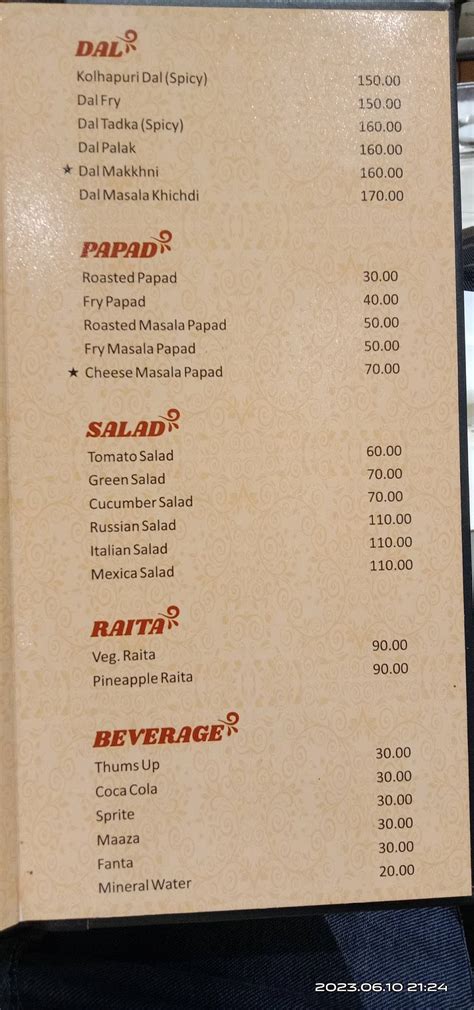 DAL
Kolhapuri Dal (Spicy) 150.00
Dal Fry 150.00
Dal Tadka (Spicy) 160.00
Dal Palak 160.00
★ Dal Makkhni 160.00
Dal Masala Khichdi 170.00
PAPAD
Roasted Papad 30.00
Fry Papad 40.00
Roasted Masala Papad 50.00
Fry Masala Papad 50.00
★ Cheese Masala Papad 70.00
SALAD
Tomato Salad 60.00
Green Salad 70.00
Cucumber Salad 70.00
Russian Salad 110.00
Italian Salad 110.00
Mexica Salad 110.00
RAITA
Veg. Raita 90.00
Pineapple Raita 90.00
BEVERAGE
Thums Up 30.00
Coca Cola 30.00
Sprite 30.00
Maaza 30.00
Fanta 30.00
Mineral Water 20.00
2023.06.10 21:24